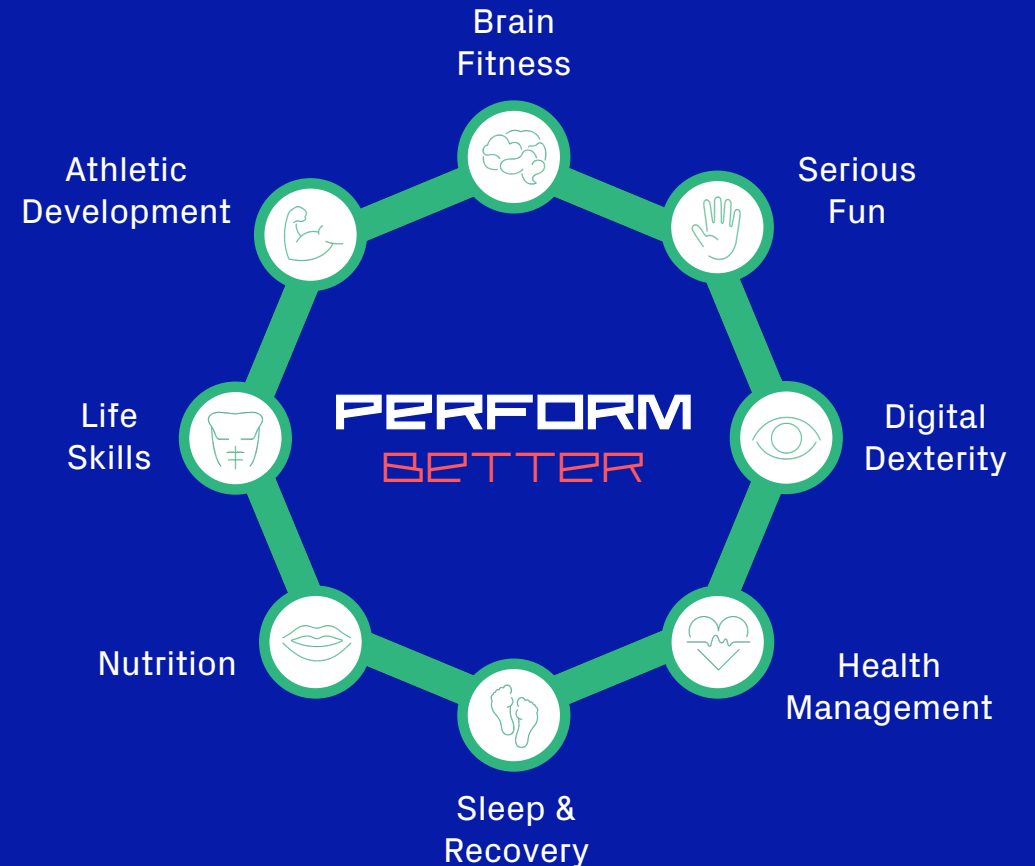 Brain
Fitness
Athletic
Development
Serious
Fun
Life
Skills
PERFORM
BETTER
Digital
Dexterity
Nutrition
Health
Management
Sleep &
Recovery